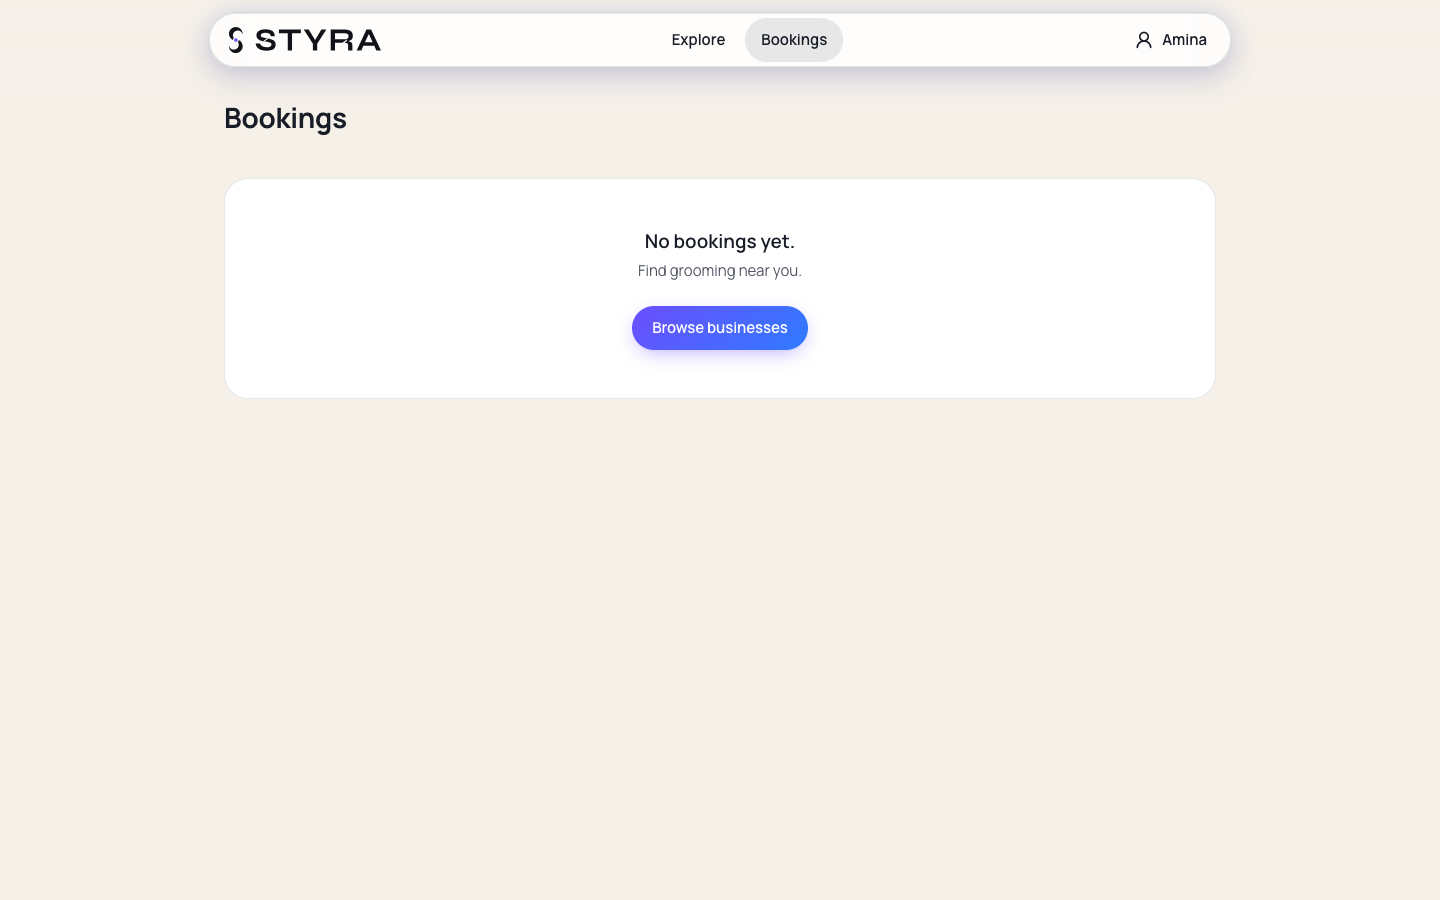 STYRA
Explore
Bookings
Amina
Bookings
No bookings yet.
Find grooming near you.
Browse businesses